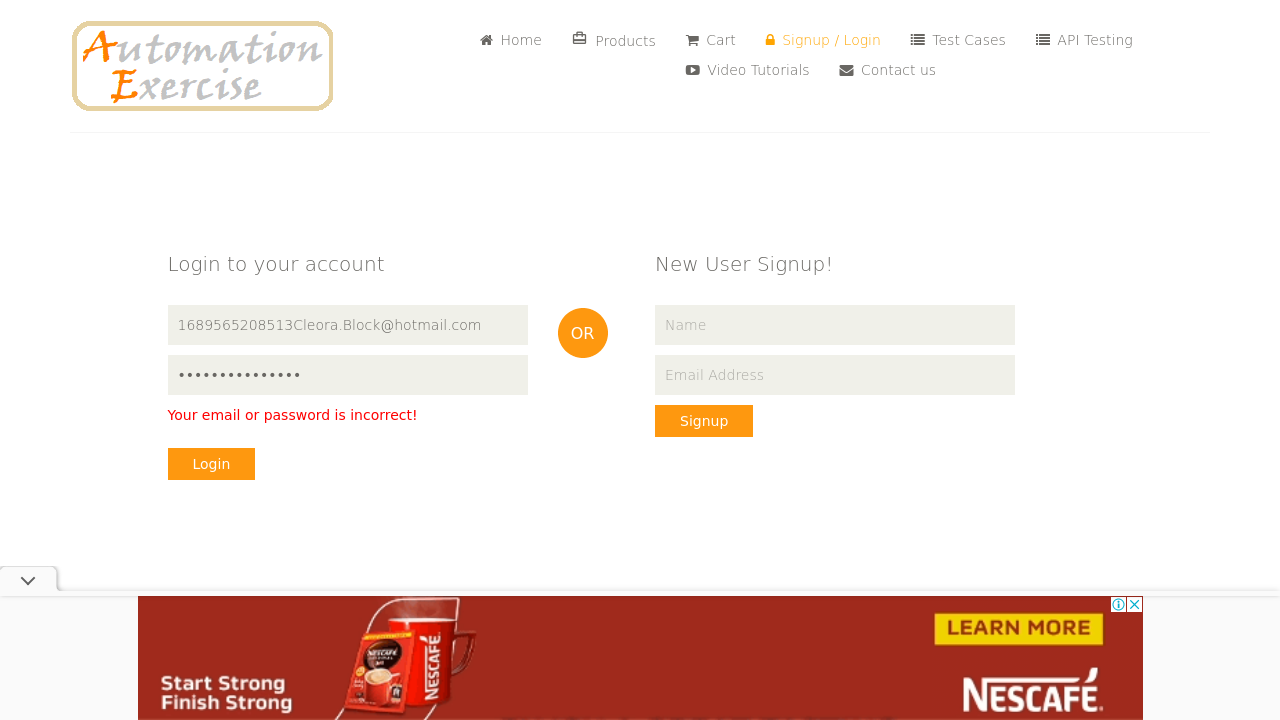 Automation
Exercise
Home
Products
Cart
Signup / Login
Test Cases
API Testing
Video Tutorials
Contact us
Login to your account
1689565208513Cleora.Block@hotmail.com
•••••••••••••••
Your email or password is incorrect!
Login
OR
New User Signup!
Name
Email Address
Signup
Start Strong
Finish Strong
NESCAFÉ
LEARN MORE
NESCAFÉ.